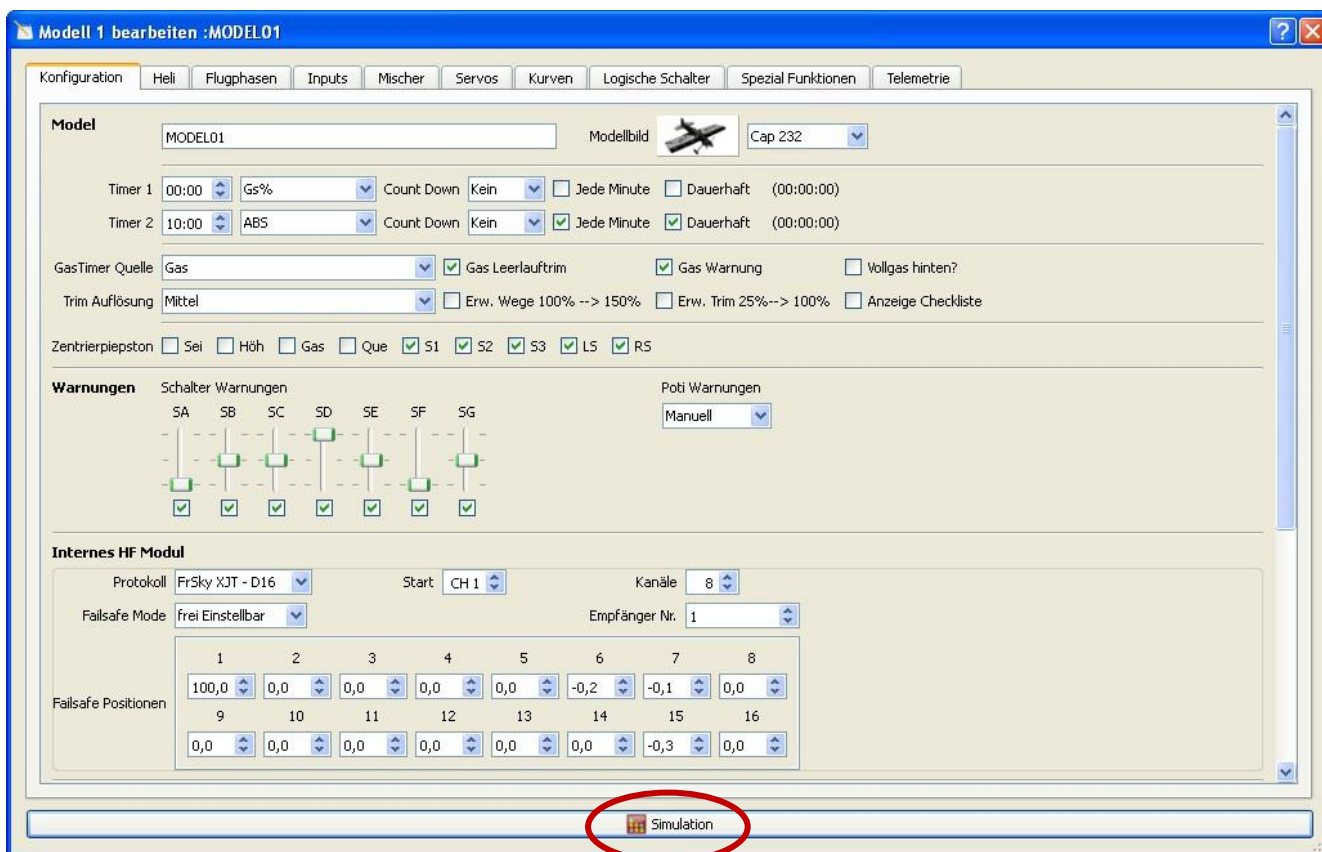 Modell 1 bearbeiten :MODEL01
Konfiguration Heli Flugphasen Inputs Mischer Servos Kurven Logische Schalter Spezial Funktionen Telemetrie
Model MODEL01 Modellbild Cap 232
Timer 1 00:00 Gs% Count Down Kein Jede Minute Dauerhaft (00:00:00)
Timer 2 10:00 ABS Count Down Kein Jede Minute Dauerhaft (00:00:00)
GasTimer Quelle Gas Gas Leerlauftrim Gas Warnung Vollgas hinten?
Trim Auflösung Mittel Erw. Wege 100% --> 150% Erw. Trim 25%--> 100% Anzeige Checkliste
Zentrierpiepston Sei Höh Gas Que S1 S2 S3 LS RS
Warnungen Schalter Warnungen Poti Warnungen
SA SB SC SD SE SF SG Manuell
Internes HF Modul
Protokoll FrSky XJT - D16 Start CH 1 Kanäle 8
Failsafe Mode frei Einstellbar Empfänger Nr. 1
1 2 3 4 5 6 7 8
100,0 0,0 0,0 0,0 0,0 -0,2 -0,1 0,0
Failsafe Positionen
9 10 11 12 13 14 15 16
0,0 0,0 0,0 0,0 0,0 0,0 -0,3 0,0
Simulation